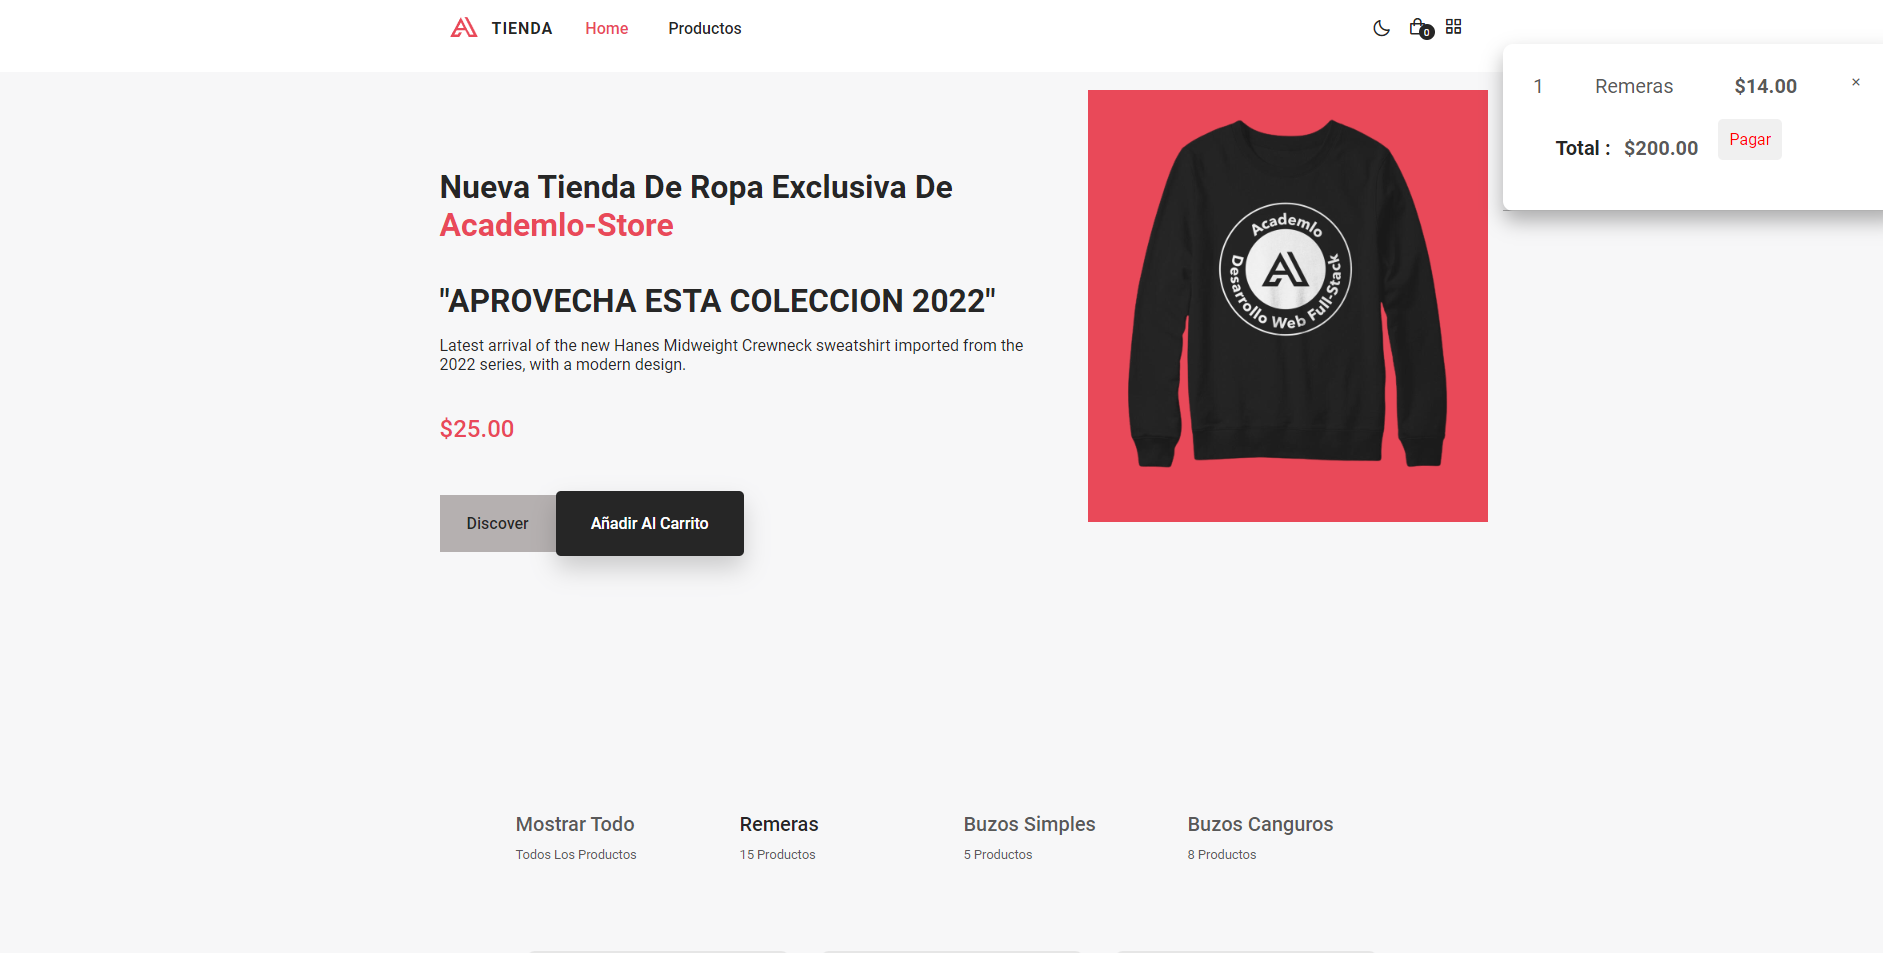 TIENDA Home Productos 0
1 Remeras $14.00 ×
Total : $200.00 Pagar
Nueva Tienda De Ropa Exclusiva De
Academlo-Store
"APROVECHA ESTA COLECCION 2022"
Latest arrival of the new Hanes Midweight Crewneck sweatshirt imported from the
2022 series, with a modern design.
$25.00
Discover Añadir Al Carrito
Academlo
Desarrollo Web Full-Stack
Mostrar Todo Remeras Buzos Simples Buzos Canguros
Todos Los Productos 15 Productos 5 Productos 8 Productos